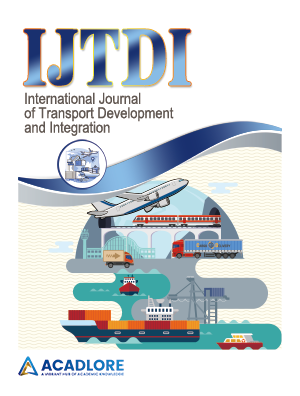 IJTDI
International Journal
of Transport Development
and Integration
ACADLORE
A VIBRANT HUB OF ACADEMIC KNOWLEDGE